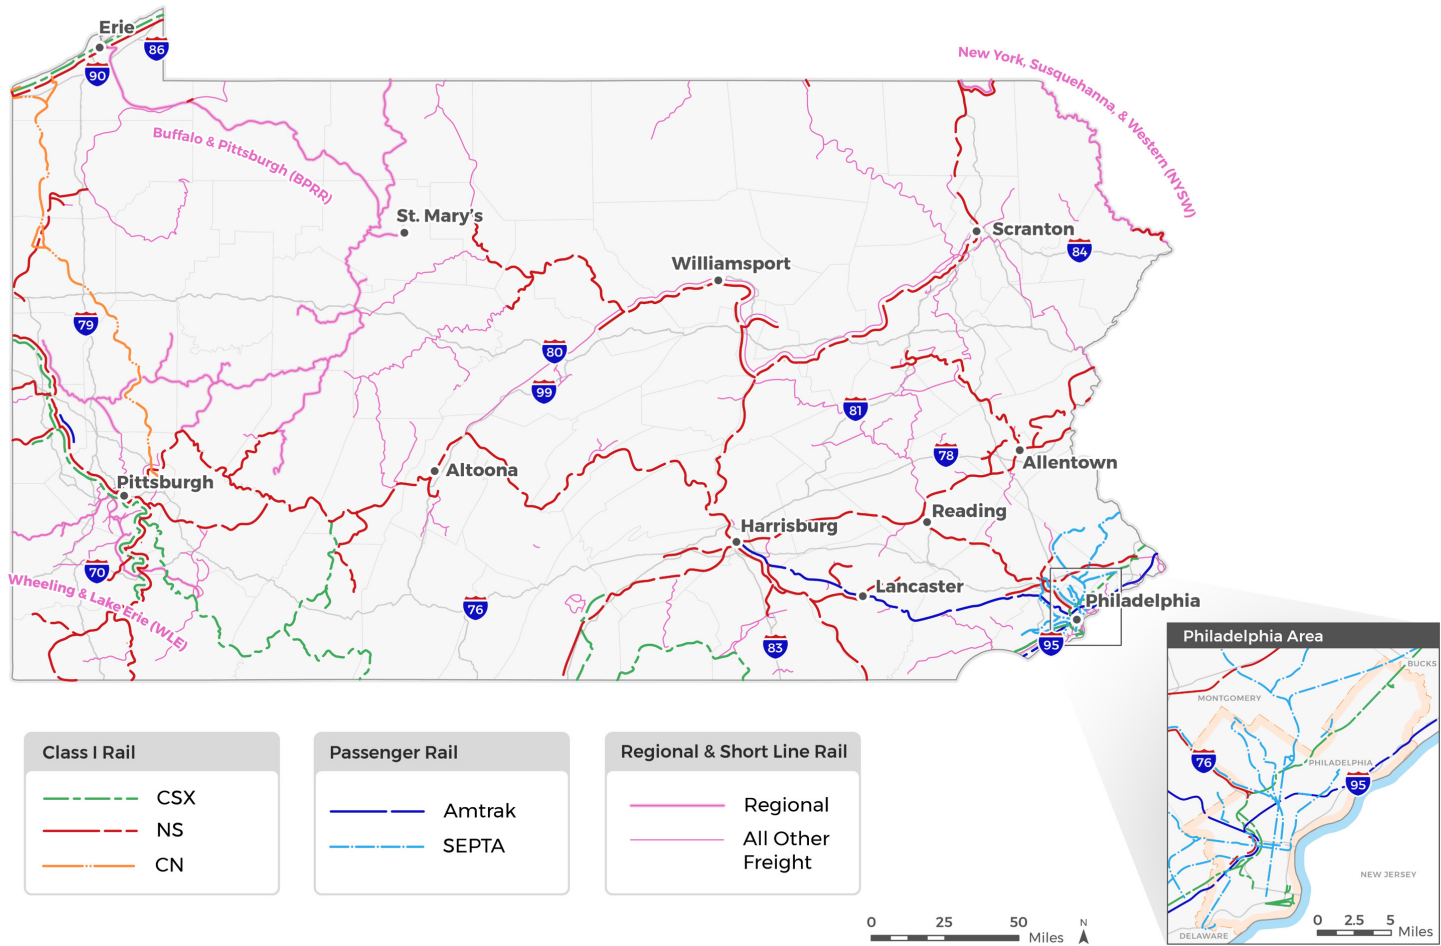 Erie
86
90
New York, Susquehanna, & Western (NYSW)
Buffalo & Pittsburgh (BPRR)
St. Mary's
Scranton
84
Williamsport
79
80
99
81
78
Allentown
Altoona
Pittsburgh
Reading
Harrisburg
70
Wheeling & Lake Erie (WLE)
Lancaster
76
Philadelphia
83
95
Philadelphia Area
BUCKS
MONTGOMERY
76
PHILADELPHIA
95
NEW JERSEY
DELAWARE
0 2.5 5
Miles
Class I Rail
CSX
NS
CN
Passenger Rail
Amtrak
SEPTA
Regional & Short Line Rail
Regional
All Other
Freight
0 25 50
Miles
N